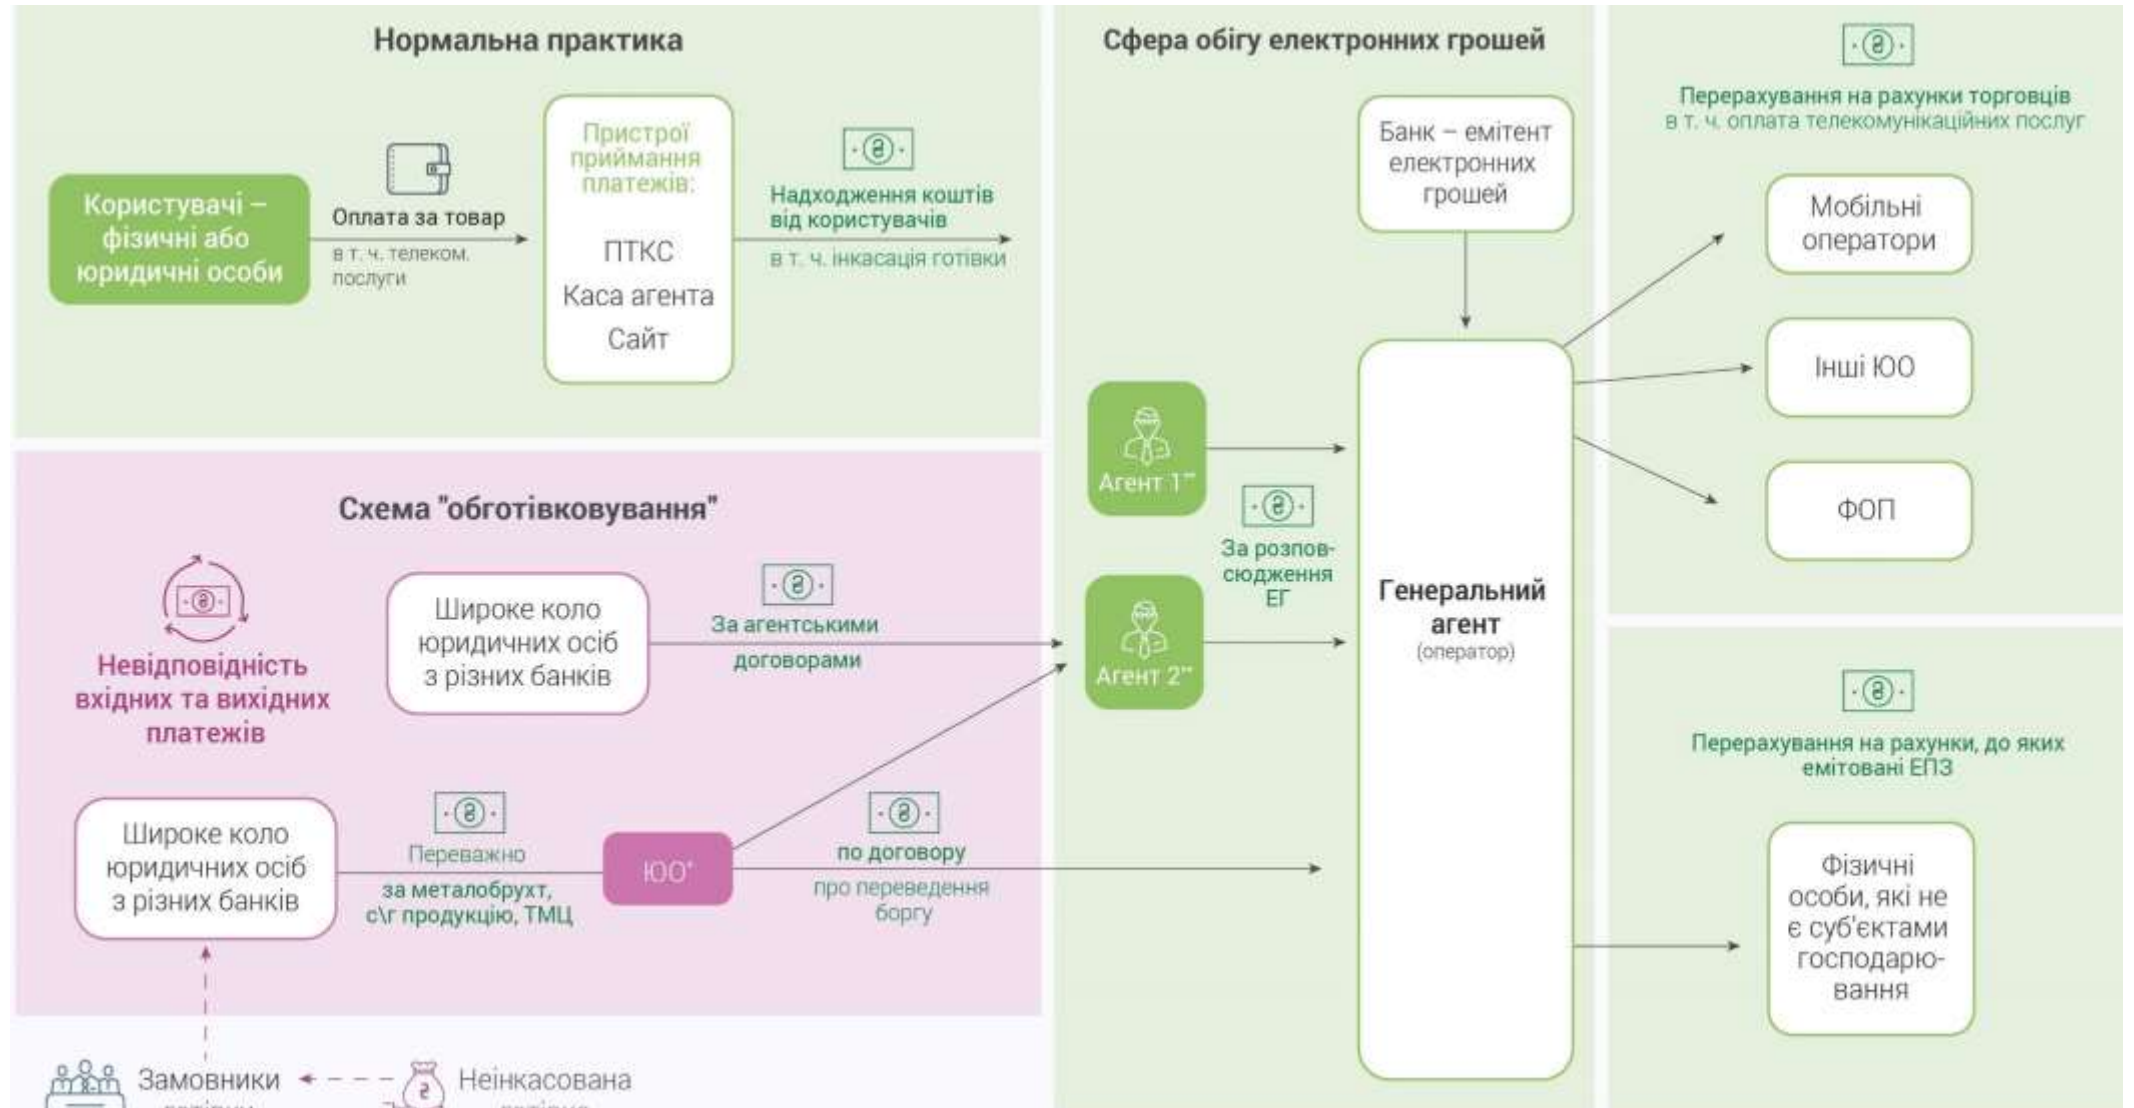 Нормальна практика
Користувачі –
фізичні або
юридичні особи
Оплата за товар
в т. ч. телеком.
послуги
Пристрої
приймання
платежів:
ПТКС
Каса агента
Сайт
Надходження коштів
від користувачів
в т. ч. інкасація готівки
Схема "обготівковування"
Невідповідність
вхідних та вихідних
платежів
Широке коло
юридичних осіб
з різних банків
За агентськими
договорами
Широке коло
юридичних осіб
з різних банків
Переважно
за металобрухт,
с\г продукцію, ТМЦ
ЮО*
по договору
про переведення
боргу
Замовники
Неінкасована
Сфера обігу електронних грошей
Банк – емітент
електронних
грошей
Агент 1**
За розпов-
сюдження
ЕГ
Агент 2**
Генеральний
агент
(оператор)
Перерахування на рахунки торговців
в т. ч. оплата телекомунікаційних послуг
Мобільні
оператори
Інші ЮО
ФОП
Перерахування на рахунки, до яких
емітовані ЕПЗ
Фізичні
особи, які не
є суб'єктами
господарю-
вання